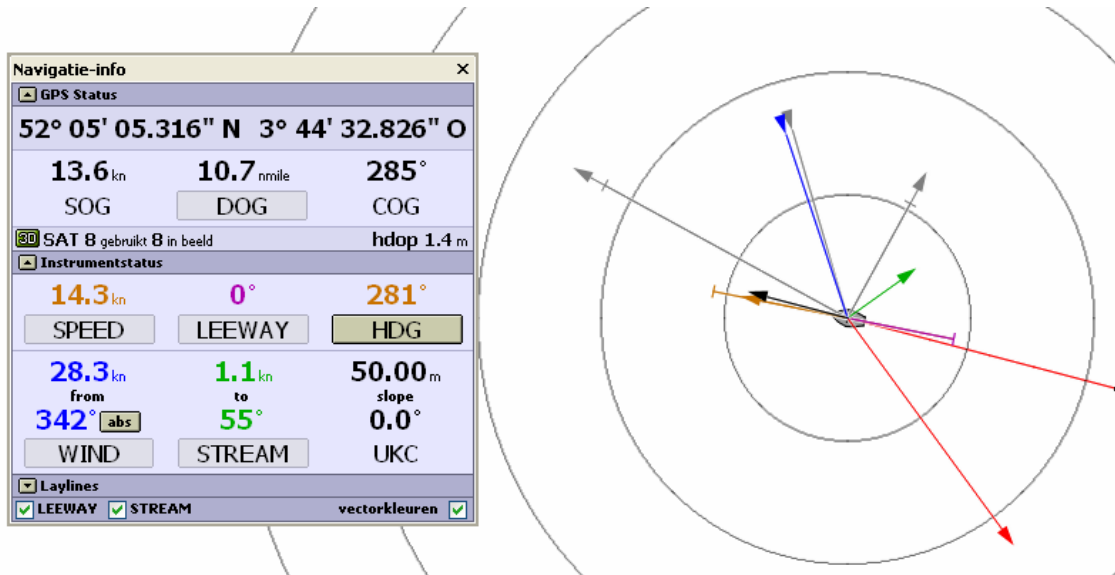 Navigatie-info
GPS Status
52° 05' 05.316" N 3° 44' 32.826" O
13.6 kn 10.7 nmile 285°
SOG DOG COG
3D SAT 8 gebruikt 8 in beeld hdop 1.4 m
Instrumentstatus
14.3 kn 0° 281°
SPEED LEEWAY HDG
28.3 kn 1.1 kn 50.00 m
from to slope
342° abs 55° 0.0°
WIND STREAM UKC
Laylines
LEEWAY STREAM vectorkleuren